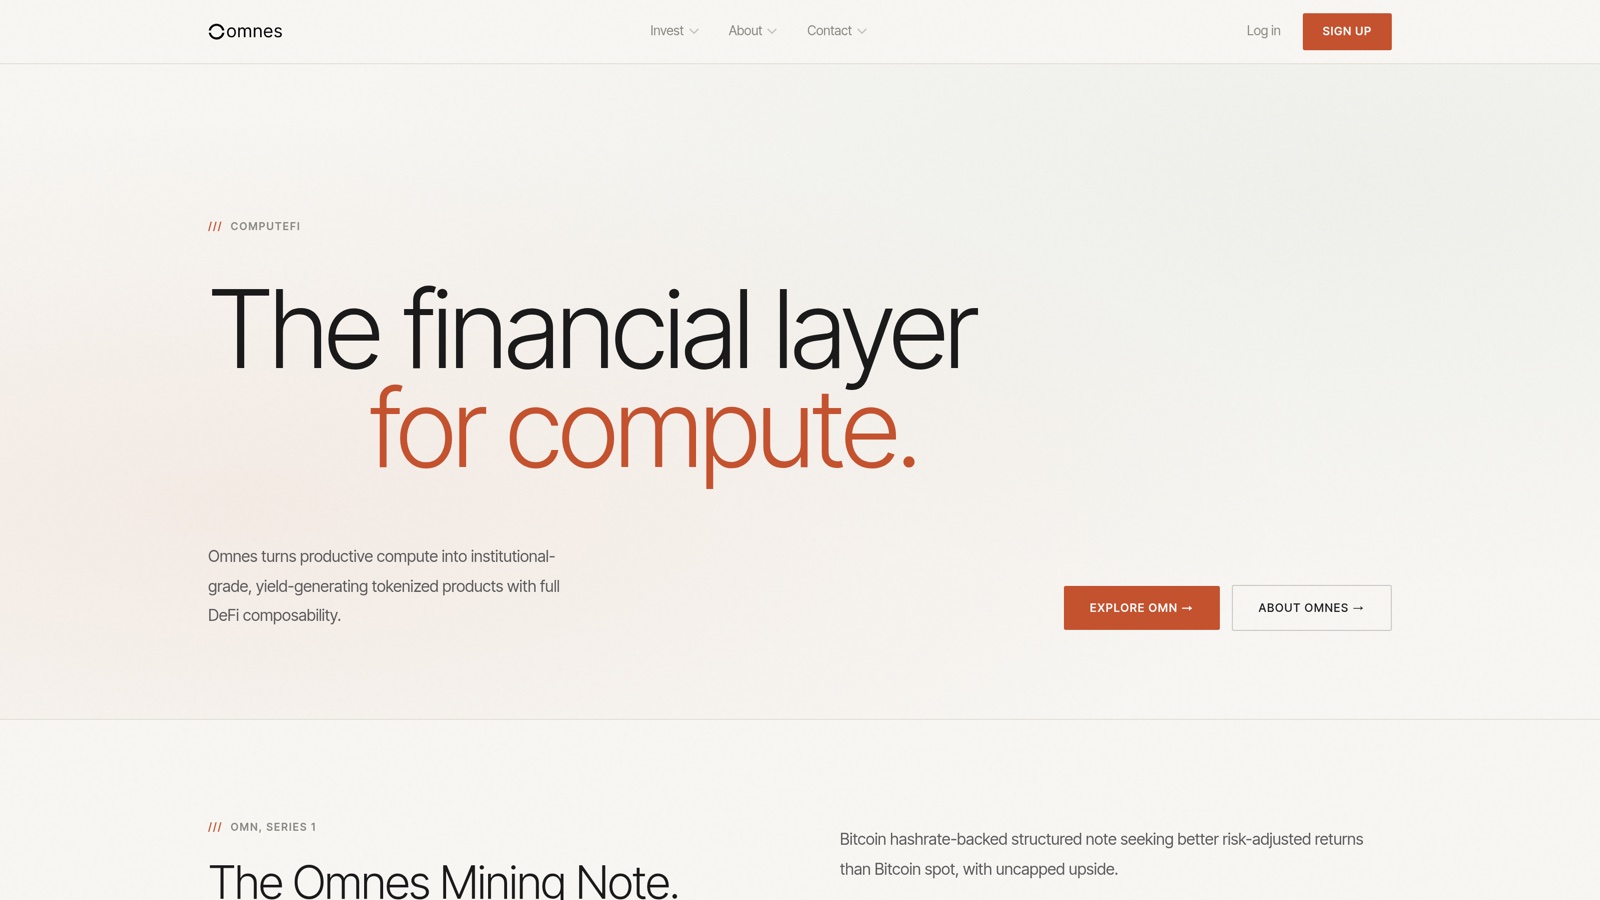 omnes
Invest
About
Contact
Log in
SIGN UP
/// COMPUTEFI
The financial layer
for compute.
Omnes turns productive compute into institutional-
grade, yield-generating tokenized products with full
DeFi composability.
EXPLORE OMN →
ABOUT OMNES →
/// OMN, SERIES 1
The Omnes Mining Note.
Bitcoin hashrate-backed structured note seeking better risk-adjusted returns
than Bitcoin spot, with uncapped upside.